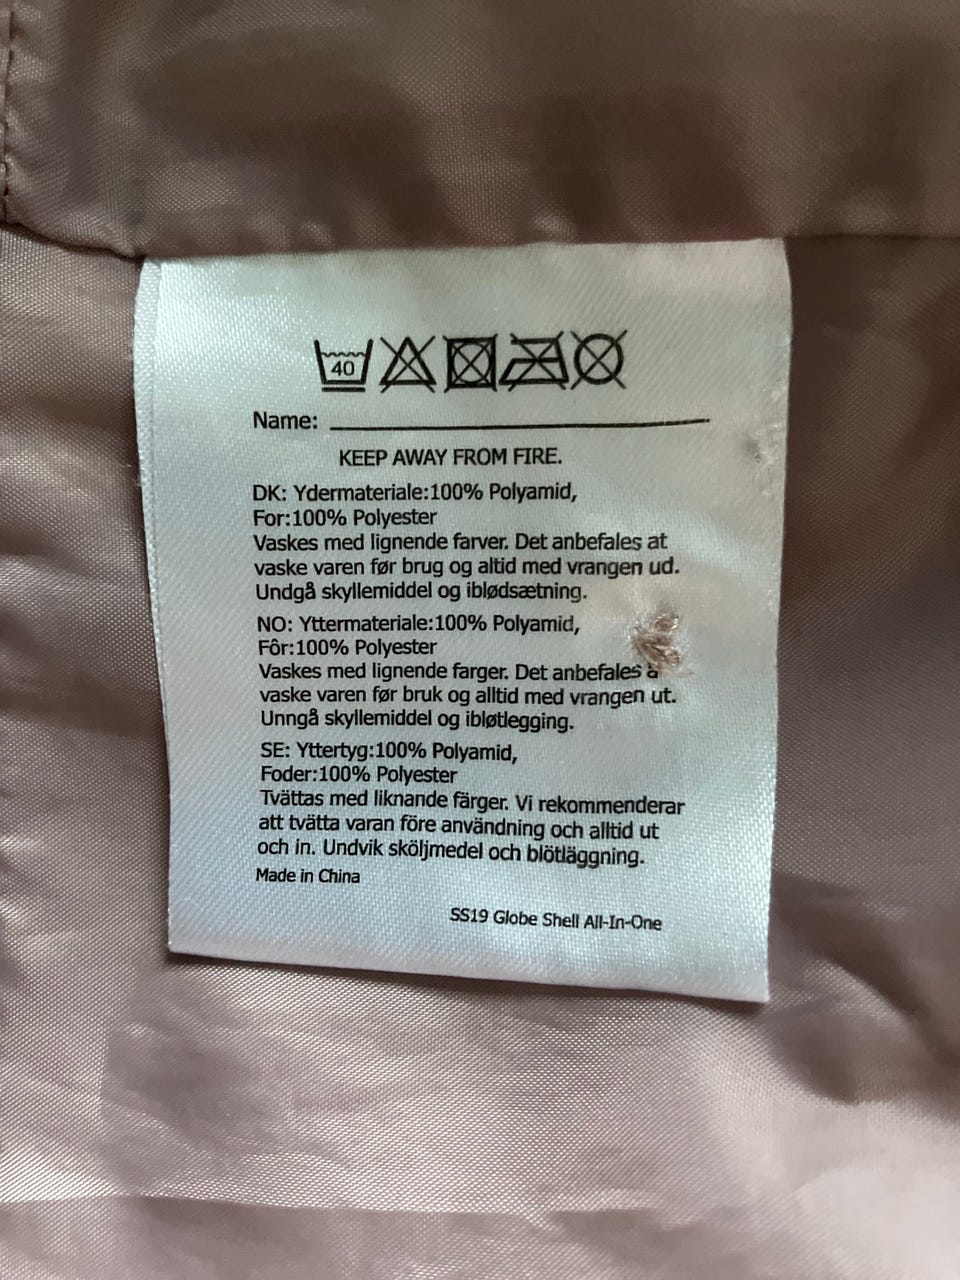 40
Name:
KEEP AWAY FROM FIRE.
DK: Ydermateriale:100% Polyamid,
For:100% Polyester
Vaskes med lignende farver. Det anbefales at
vaske varen før brug og altid med vrangen ud.
Undgå skyllemiddel og iblødsætning.
NO: Yttermateriale:100% Polyamid,
Fôr:100% Polyester
Vaskes med lignende farger. Det anbefales å
vaske varen før bruk og alltid med vrangen ut.
Unngå skyllemiddel og ibløtlegging.
SE: Yttertyg:100% Polyamid,
Foder:100% Polyester
Tvättas med liknande färger. Vi rekommenderar
att tvätta varan före användning och alltid ut
och in. Undvik sköljmedel och blötläggning.
Made in China
SS19 Globe Shell All-In-One